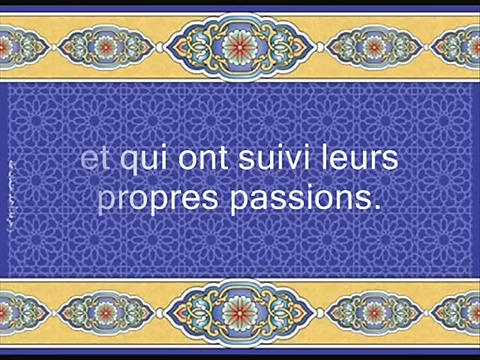 et qui ont suivi leurs
propres passions.